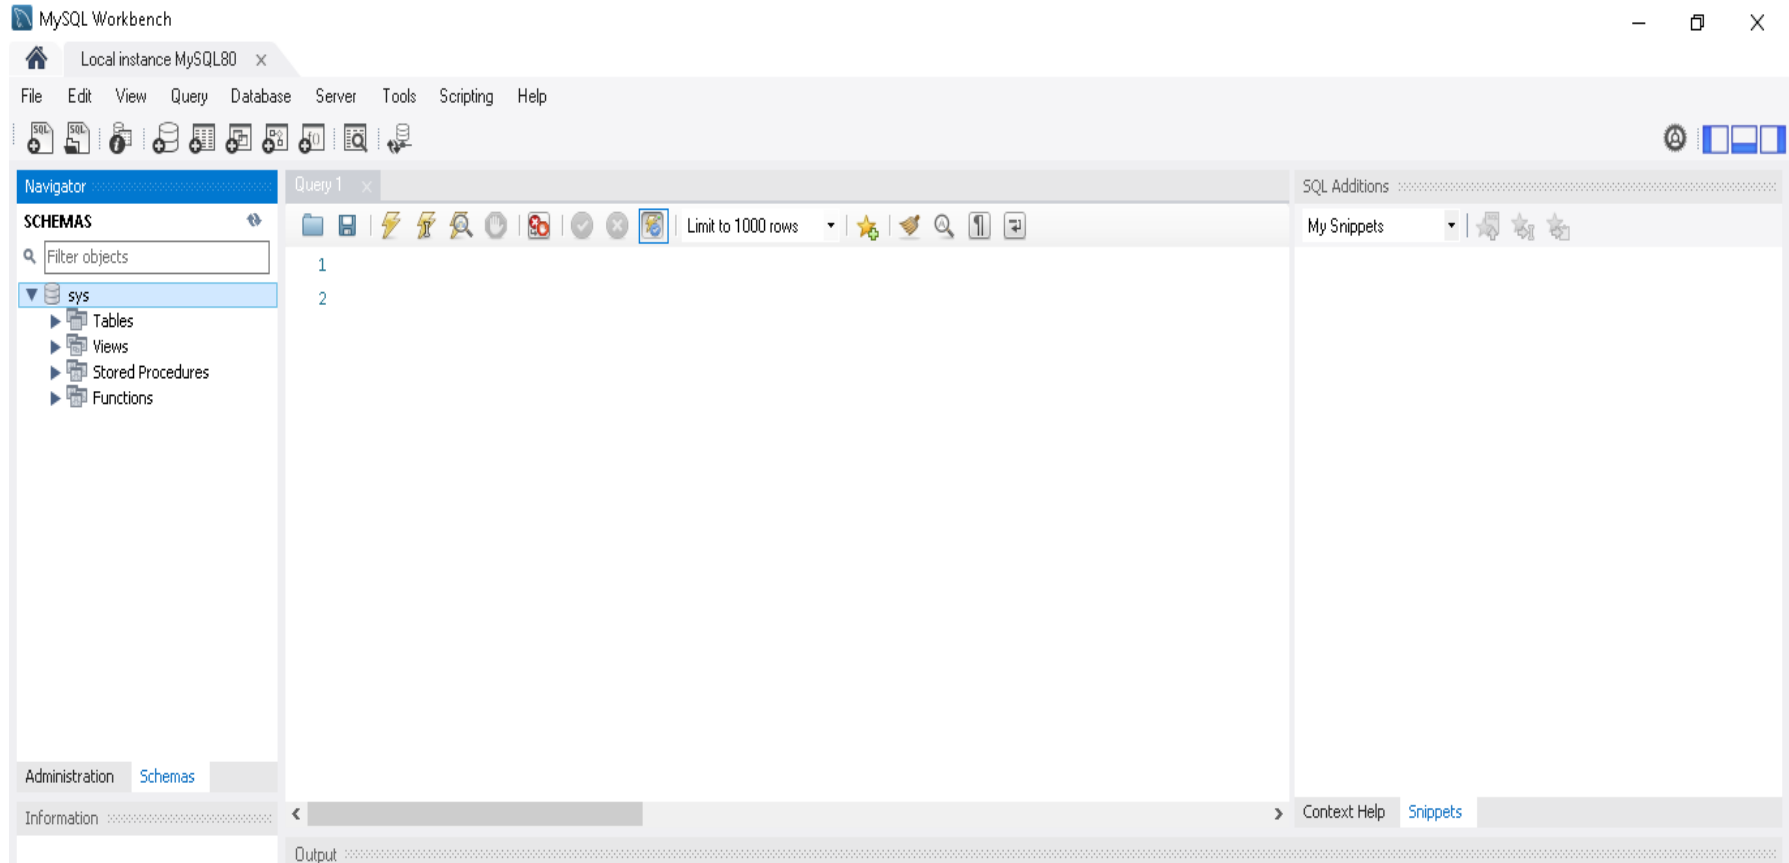 MySQL Workbench
Local instance MySQL80
File Edit View Query Database Server Tools Scripting Help
Navigator
SCHEMAS
Filter objects
sys
Tables
Views
Stored Procedures
Functions
Administration Schemas
Information
Query 1
Limit to 1000 rows
1
2
Output
SQL Additions
My Snippets
Context Help Snippets